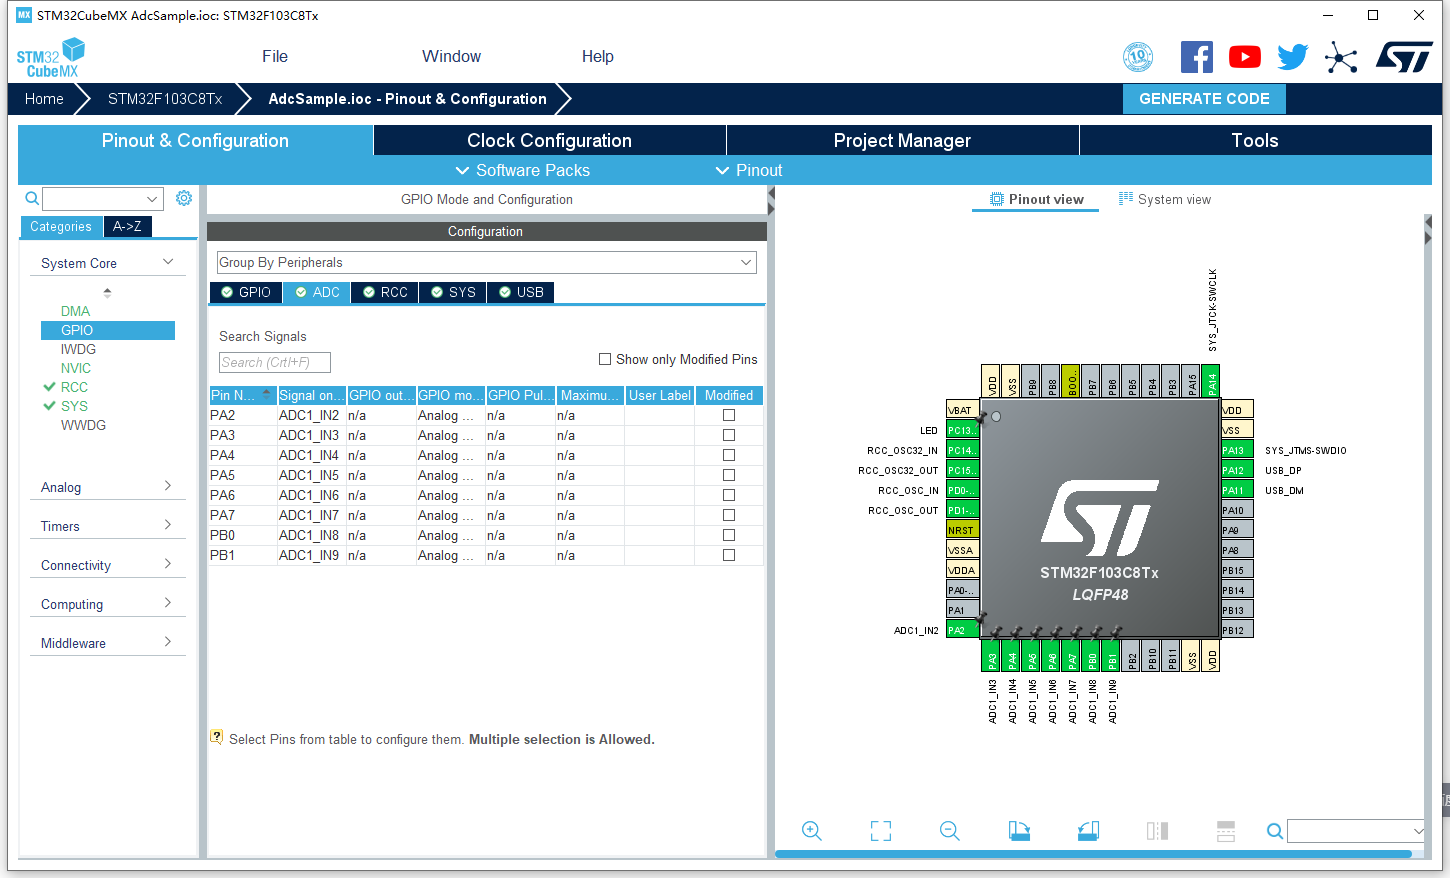 MX STM32CubeMX AdcSample.ioc: STM32F103C8Tx
STM32
CubeMX
File Window Help
10
Home STM32F103C8Tx AdcSample.ioc - Pinout & Configuration GENERATE CODE
Pinout & Configuration Clock Configuration Project Manager Tools
Software Packs Pinout
GPIO Mode and Configuration
Pinout view System view
Categories A->Z
Configuration
System Core
DMA
GPIO
IWDG
NVIC
RCC
SYS
WWDG
Analog
Timers
Connectivity
Computing
Middleware
Group By Peripherals
GPIO ADC RCC SYS USB
Search Signals
Search (CrtI+F)
Show only Modified Pins
Pin N... Signal on... GPIO out... GPIO mo... GPIO Pul... Maximu... User Label Modified
PA2 ADC1_IN2 n/a Analog ... n/a n/a
PA3 ADC1_IN3 n/a Analog ... n/a n/a
PA4 ADC1_IN4 n/a Analog ... n/a n/a
PA5 ADC1_IN5 n/a Analog ... n/a n/a
PA6 ADC1_IN6 n/a Analog ... n/a n/a
PA7 ADC1_IN7 n/a Analog ... n/a n/a
PB0 ADC1_IN8 n/a Analog ... n/a n/a
PB1 ADC1_IN9 n/a Analog ... n/a n/a
? Select Pins from table to configure them. Multiple selection is Allowed.
SYS_JTCK-SWCLK
VDD VSS PB9 PB8 BOO.. PB7 PB6 PB5 PB4 PB3 PA15 PA14
VBAT
LED PC13..
RCC_OSC32_IN PC14..
RCC_OSC32_OUT PC15..
RCC_OSC_IN PD0-..
RCC_OSC_OUT PD1-..
NRST
VSSA
VDDA
PA0-..
PA1
ADC1_IN2 PA2
ST
STM32F103C8Tx
LQFP48
VDD
VSS
PA13 SYS_JTMS-SWDIO
PA12 USB_DP
PA11 USB_DM
PA10
PA9
PA8
PB15
PB14
PB13
PB12
PA3 PA4 PA5 PA6 PA7 PB0 PB1 PB2 PB10 PB11 VSS VDD
ADC1_IN3 ADC1_IN4 ADC1_IN5 ADC1_IN6 ADC1_IN7 ADC1_IN8 ADC1_IN9